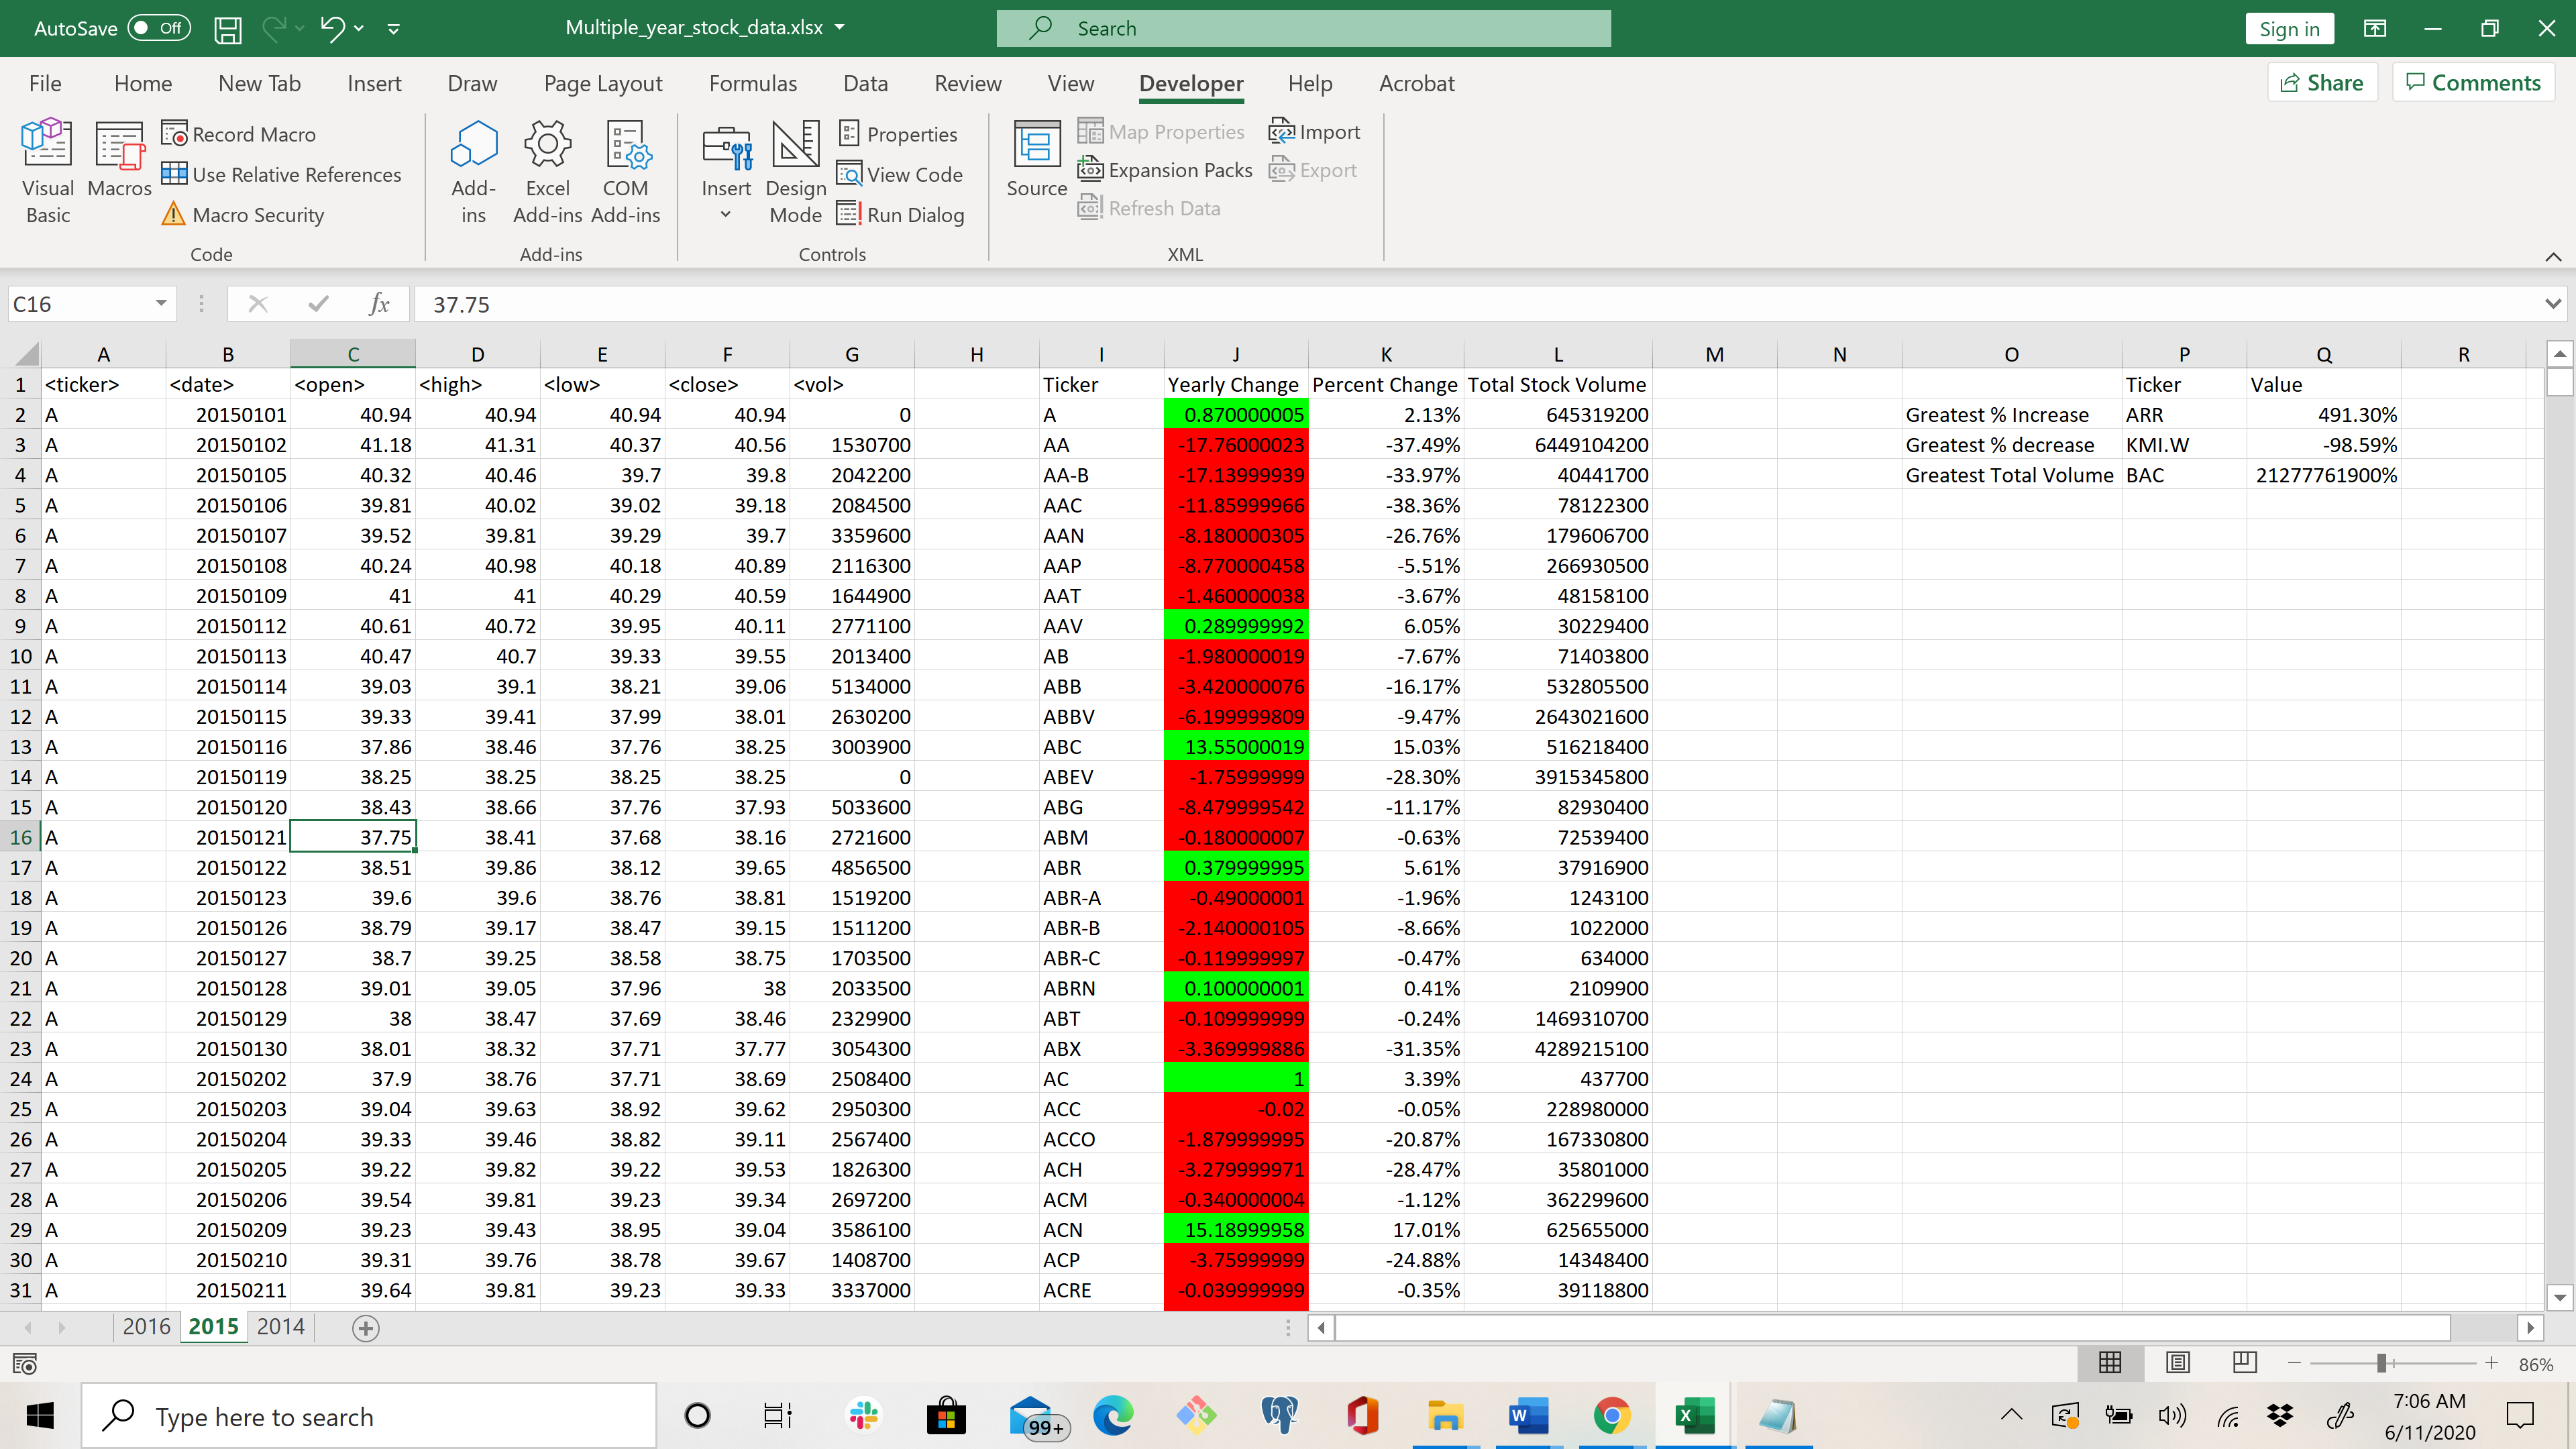 AutoSave Off Multiple_year_stock_data.xlsx Search Sign in
File Home New Tab Insert Draw Page Layout Formulas Data Review View Developer Help Acrobat Share Comments
Visual Basic Macros Record Macro Use Relative References Macro Security
Add-ins Excel Add-ins COM Add-ins
Insert Design Mode Properties View Code Run Dialog
Source Map Properties Expansion Packs Refresh Data Import Export
Code Add-ins Controls XML
C16 fx 37.75
A B C D E F G H I J K L M N O P Q R
1 <ticker> <date> <open> <high> <low> <close> <vol> Ticker Yearly Change Percent Change Total Stock Volume Ticker Value
2 A 20150101 40.94 40.94 40.94 40.94 0 A 0.870000005 2.13% 645319200 Greatest % Increase ARR 491.30%
3 A 20150102 41.18 41.31 40.37 40.56 1530700 AA -17.76000023 -37.49% 6449104200 Greatest % decrease KMI.W -98.59%
4 A 20150105 40.32 40.46 39.7 39.8 2042200 AA-B -17.13999939 -33.97% 40441700 Greatest Total Volume BAC 21277761900%
5 A 20150106 39.81 40.02 39.02 39.18 2084500 AAC -11.85999966 -38.36% 78122300
6 A 20150107 39.52 39.81 39.29 39.7 3359600 AAN -8.180000305 -26.76% 179606700
7 A 20150108 40.24 40.98 40.18 40.89 2116300 AAP -8.770000458 -5.51% 266930500
8 A 20150109 41 41 40.29 40.59 1644900 AAT -1.460000038 -3.67% 48158100
9 A 20150112 40.61 40.72 39.95 40.11 2771100 AAV 0.289999992 6.05% 30229400
10 A 20150113 40.47 40.7 39.33 39.55 2013400 AB -1.980000019 -7.67% 71403800
11 A 20150114 39.03 39.1 38.21 39.06 5134000 ABB -3.420000076 -16.17% 532805500
12 A 20150115 39.33 39.41 37.99 38.01 2630200 ABBV -6.199999809 -9.47% 2643021600
13 A 20150116 37.86 38.46 37.76 38.25 3003900 ABC 13.55000019 15.03% 516218400
14 A 20150119 38.25 38.25 38.25 38.25 0 ABEV -1.75999999 -28.30% 3915345800
15 A 20150120 38.43 38.66 37.76 37.93 5033600 ABG -8.479999542 -11.17% 82930400
16 A 20150121 37.75 38.41 37.68 38.16 2721600 ABM -0.180000007 -0.63% 72539400
17 A 20150122 38.51 39.86 38.12 39.65 4856500 ABR 0.379999995 5.61% 37916900
18 A 20150123 39.6 39.6 38.76 38.81 1519200 ABR-A -0.49000001 -1.96% 1243100
19 A 20150126 38.79 39.17 38.47 39.15 1511200 ABR-B -2.140000105 -8.66% 1022000
20 A 20150127 38.7 39.25 38.58 38.75 1703500 ABR-C -0.119999997 -0.47% 634000
21 A 20150128 39.01 39.05 37.96 38 2033500 ABRN 0.100000001 0.41% 2109900
22 A 20150129 38 38.47 37.69 38.46 2329900 ABT -0.109999999 -0.24% 1469310700
23 A 20150130 38.01 38.32 37.71 37.77 3054300 ABX -3.369999886 -31.35% 4289215100
24 A 20150202 37.9 38.76 37.71 38.69 2508400 AC 1 3.39% 437700
25 A 20150203 39.04 39.63 38.92 39.62 2950300 ACC -0.02 -0.05% 228980000
26 A 20150204 39.33 39.46 38.82 39.11 2567400 ACCO -1.879999995 -20.87% 167330800
27 A 20150205 39.22 39.82 39.22 39.53 1826300 ACH -3.279999971 -28.47% 35801000
28 A 20150206 39.54 39.81 39.23 39.34 2697200 ACM -0.340000004 -1.12% 362299600
29 A 20150209 39.23 39.43 38.95 39.04 3586100 ACN 15.18999958 17.01% 625655000
30 A 20150210 39.31 39.76 38.78 39.67 1408700 ACP -3.75999999 -24.88% 14348400
31 A 20150211 39.64 39.81 39.23 39.33 3337000 ACRE -0.039999999 -0.35% 39118800
2016 2015 2014
86%
Type here to search 99+ W X 7:06 AM
6/11/2020